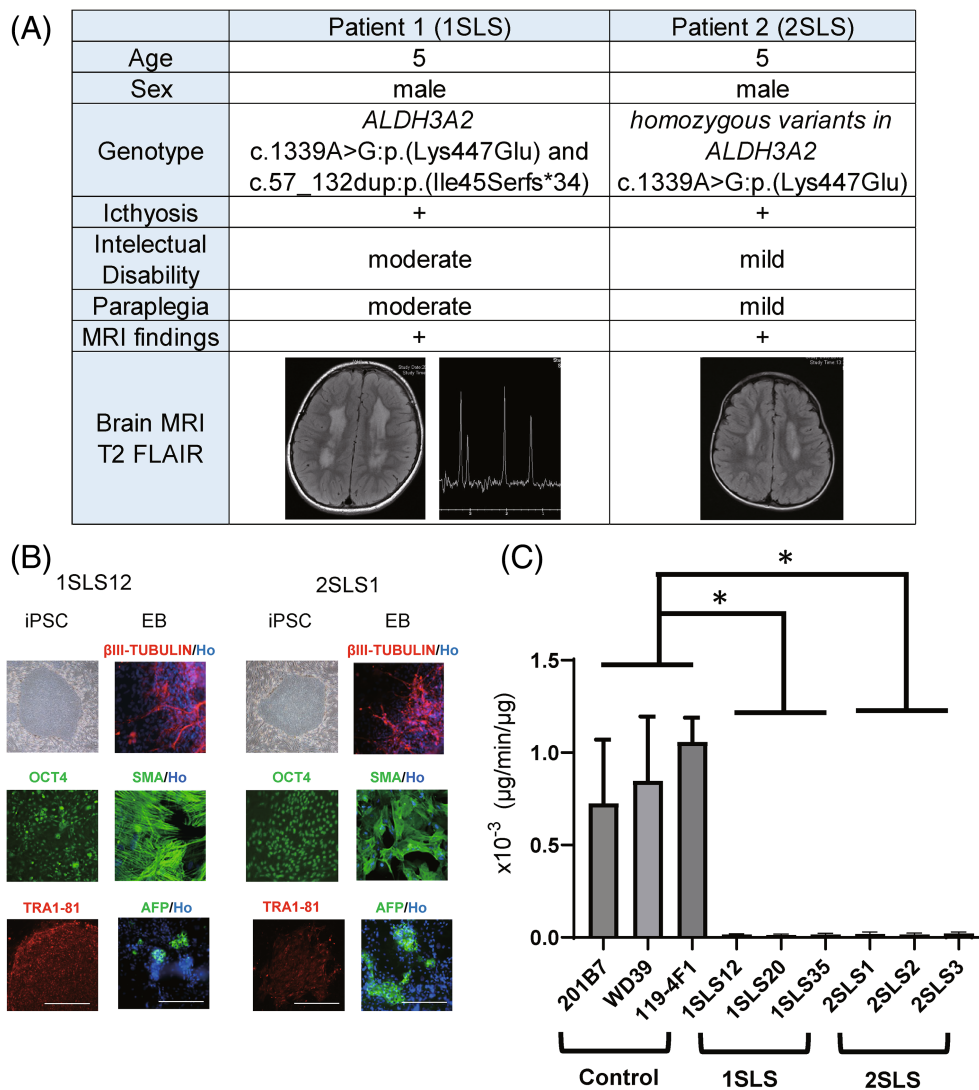 (A)
Patient 1 (1SLS) Patient 2 (2SLS)
Age 5 5
Sex male male
Genotype
ALDH3A2
c.1339A>G:p.(Lys447Glu) and
c.57_132dup:p.(Ile45Serfs*34)
homozygous variants in
ALDH3A2
c.1339A>G:p.(Lys447Glu)
Icthyosis + +
Intelectual
Disability
moderate mild
Paraplegia moderate mild
MRI findings + +
Brain MRI
T2 FLAIR
(B)
1SLS12 2SLS1
iPSC EB iPSC EB
βIII-TUBULIN/Ho βIII-TUBULIN/Ho
OCT4 SMA/Ho OCT4 SMA/Ho
TRA1-81 AFP/Ho TRA1-81 AFP/Ho
(C)
*
*
x10⁻³ (µg/min/µg)
1.5
1.0
0.5
0.0
201B7
WD39
119-4F1
1SLS12
1SLS20
1SLS35
2SLS1
2SLS2
2SLS3
Control 1SLS 2SLS